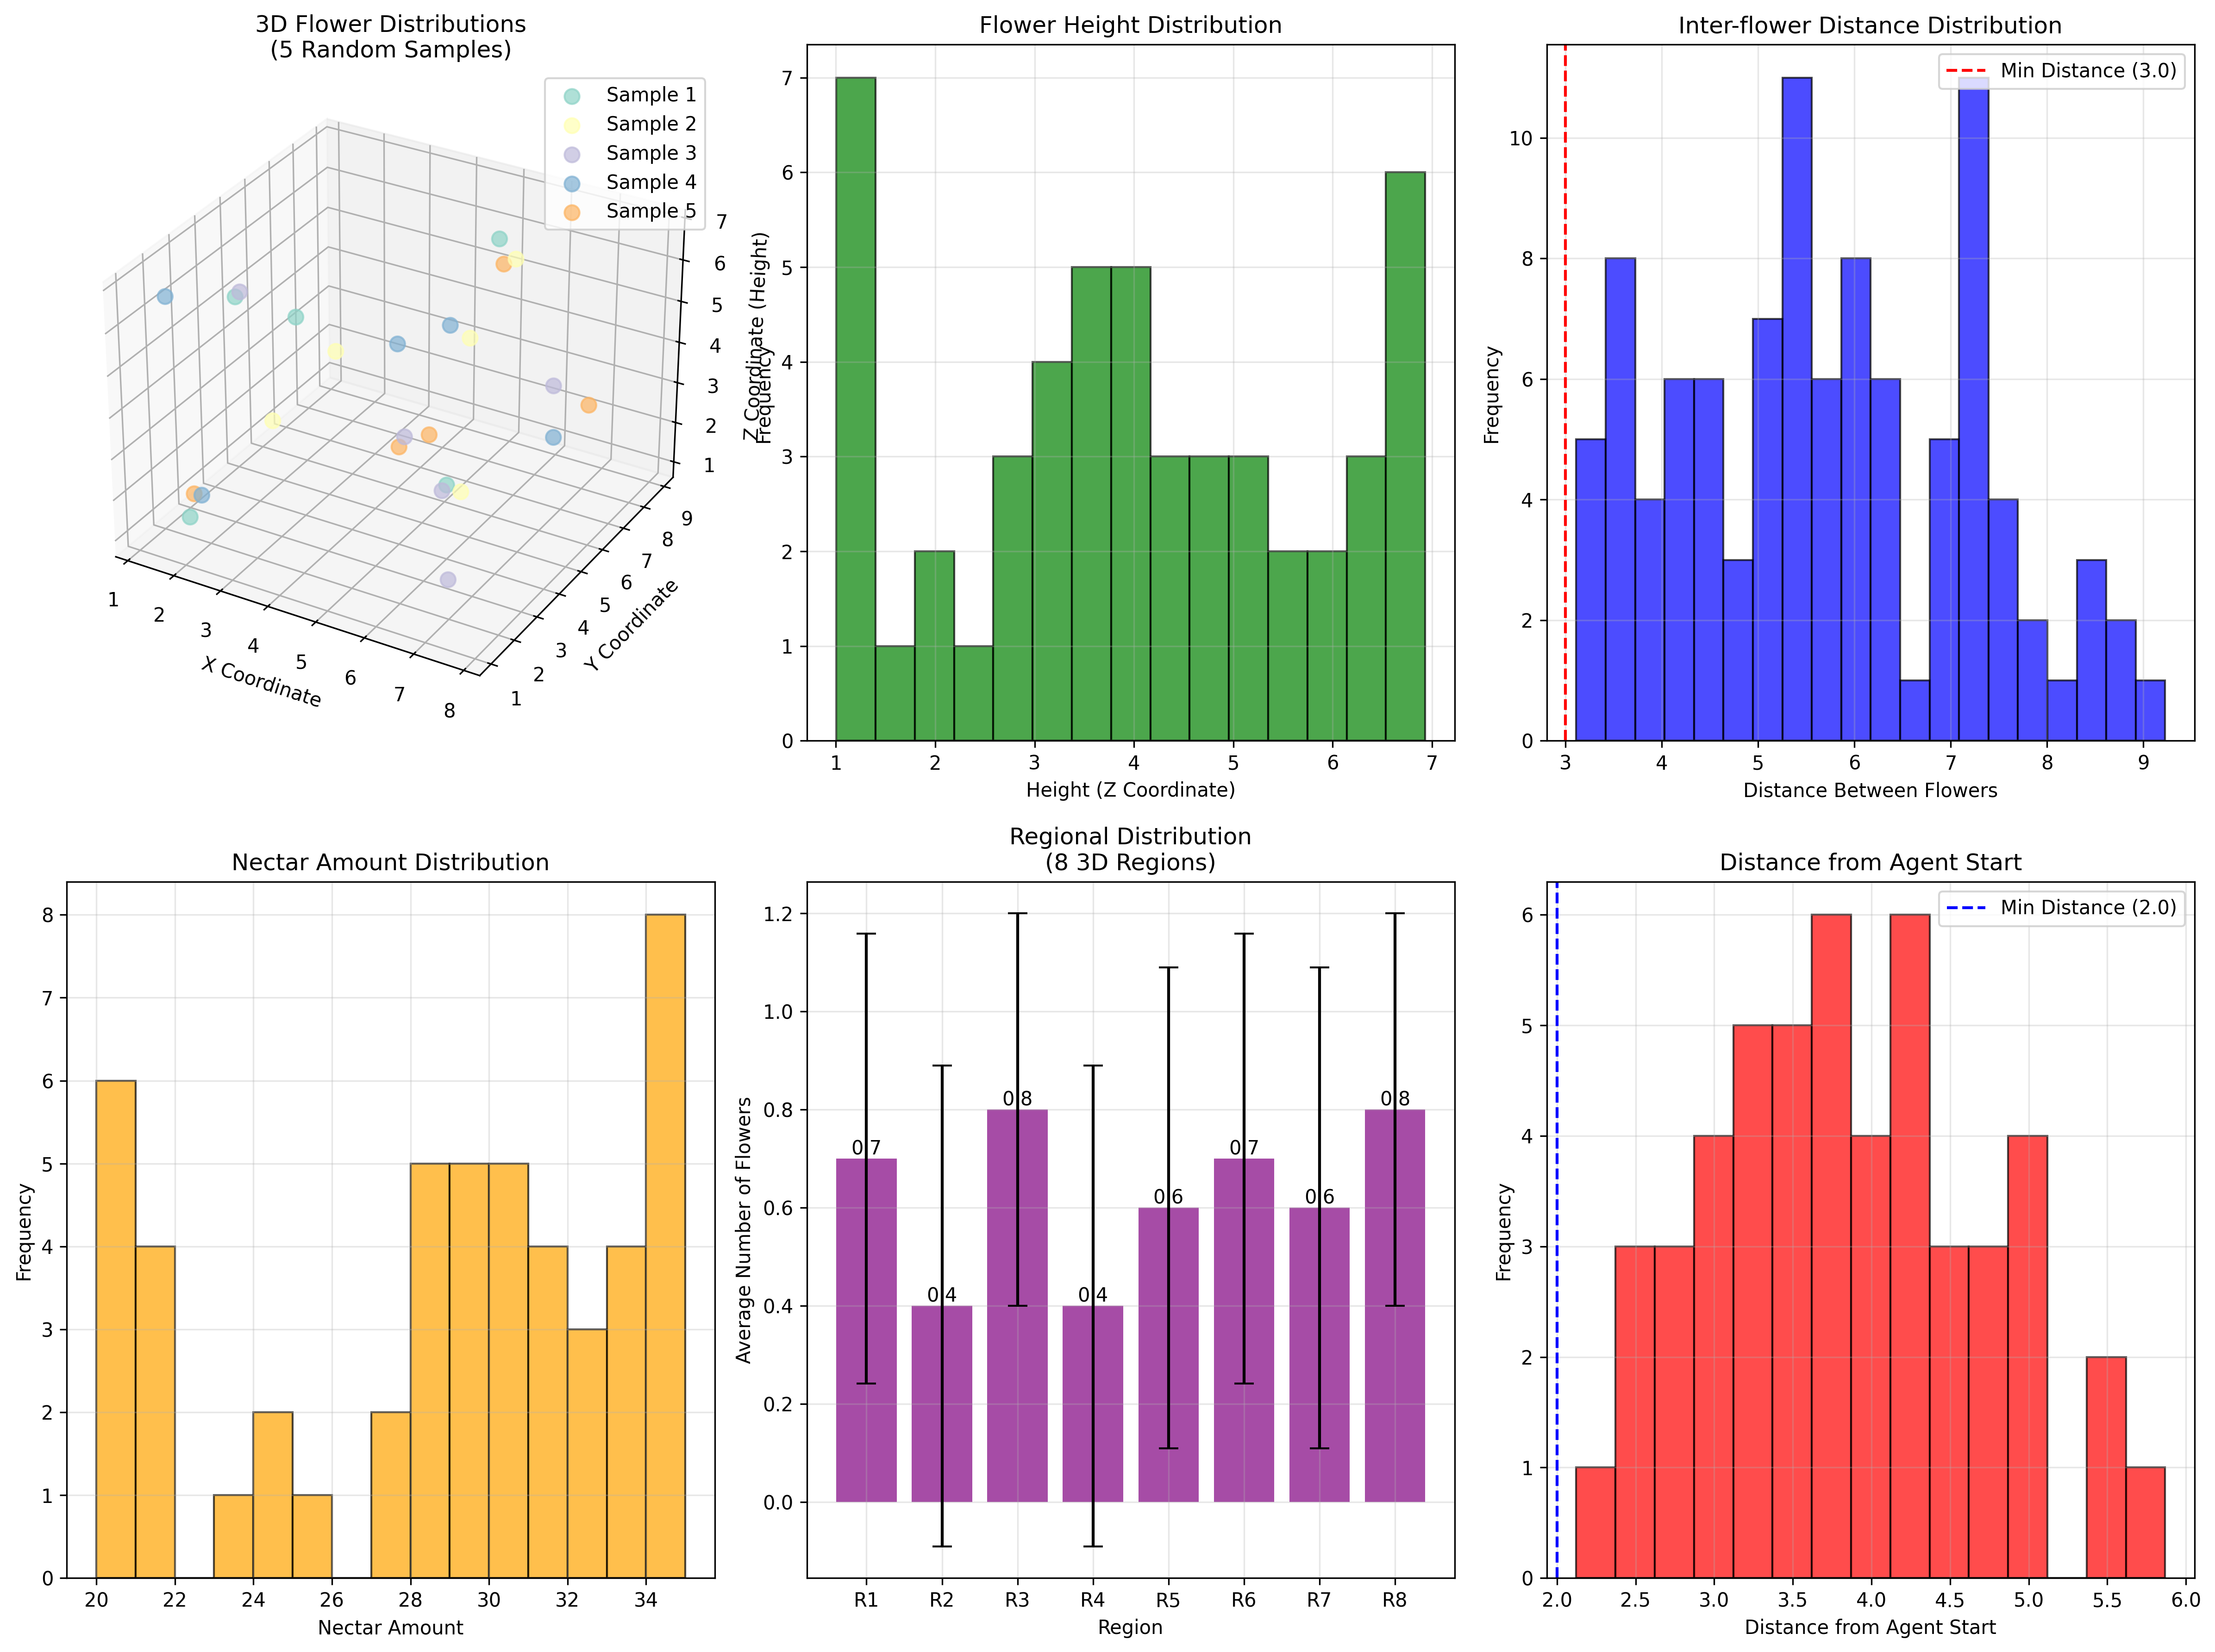 3D Flower Distributions
(5 Random Samples)
Sample 1
Sample 2
Sample 3
Sample 4
Sample 5
7
6
5
4
3
2
1
Z Coordinate (Height)
1 2 3 4 5 6 7 8
X Coordinate
1 2 3 4 5 6 7 8 9
Y Coordinate
Flower Height Distribution
Frequency
7
6
5
4
3
2
1
0
1 2 3 4 5 6 7
Height (Z Coordinate)
Inter-flower Distance Distribution
Min Distance (3.0)
Frequency
10
8
6
4
2
0
3 4 5 6 7 8 9
Distance Between Flowers
Nectar Amount Distribution
Frequency
8
7
6
5
4
3
2
1
0
20 22 24 26 28 30 32 34
Nectar Amount
Regional Distribution
(8 3D Regions)
Average Number of Flowers
1.2
1.0
0.8
0.6
0.4
0.2
0.0
0.7 0.4 0.8 0.4 0.6 0.7 0.6 0.8
R1 R2 R3 R4 R5 R6 R7 R8
Region
Distance from Agent Start
Min Distance (2.0)
Frequency
6
5
4
3
2
1
0
2.0 2.5 3.0 3.5 4.0 4.5 5.0 5.5 6.0
Distance from Agent Start